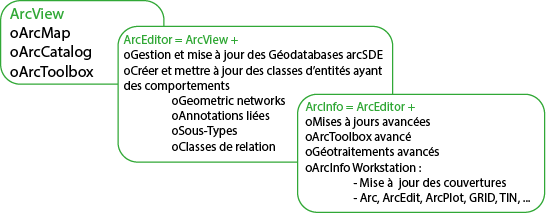 ArcView
oArcMap
oArcCatalog
oArcToolbox
ArcEditor = ArcView +
oGestion et mise à jour des Géodatabases arcSDE
oCréer et mettre à jour des classes d'entités ayant
des comportements
oGeometric networks
oAnnotations liées
oSous-Types
oClasses de relation
ArcInfo = ArcEditor +
oMises à jours avancées
oArcToolbox avancé
oGéotraitements avancés
oArcInfo Workstation :
- Mise à jour des couvertures
- Arc, ArcEdit, ArcPlot, GRID, TIN, ...